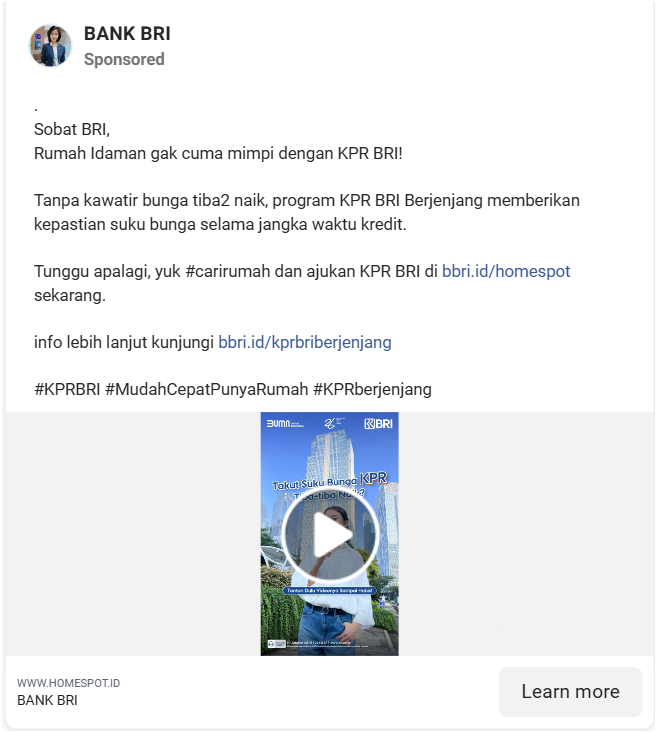 BANK BRI
Sponsored
.
Sobat BRI,
Rumah Idaman gak cuma mimpi dengan KPR BRI!
Tanpa kawatir bunga tiba2 naik, program KPR BRI Berjenjang memberikan
kepastian suku bunga selama jangka waktu kredit.
Tunggu apalagi, yuk #carirumah dan ajukan KPR BRI di bbri.id/homespot
sekarang.
info lebih lanjut kunjungi bbri.id/kprbriberjenjang
#KPRBRI #MudahCepatPunyaRumah #KPRberjenjang
BUMN
BRI
Takut Suku Bunga KPR
Tiba-tiba Naik?
Tonton Dulu Videonya Sampai Habis!
WWW.HOMESPOT.ID
BANK BRI
Learn more